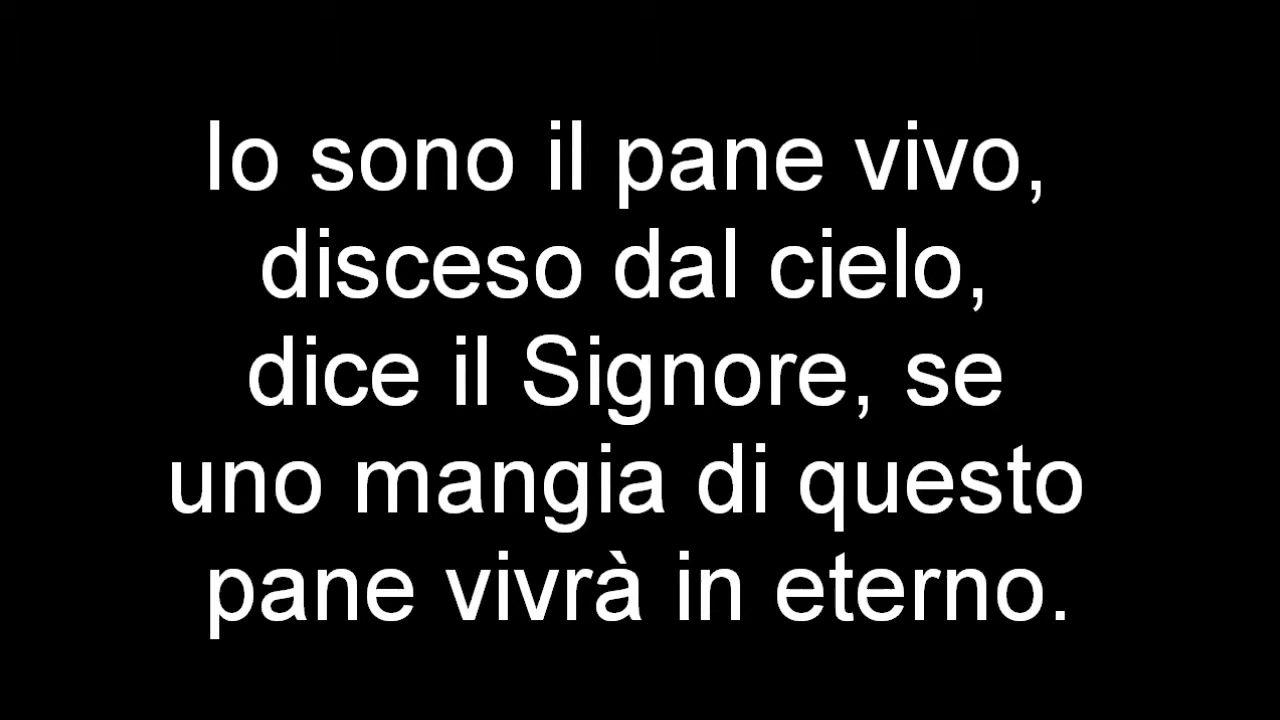 Io sono il pane vivo,
disceso dal cielo,
dice il Signore, se
uno mangia di questo
pane vivrà in eterno.